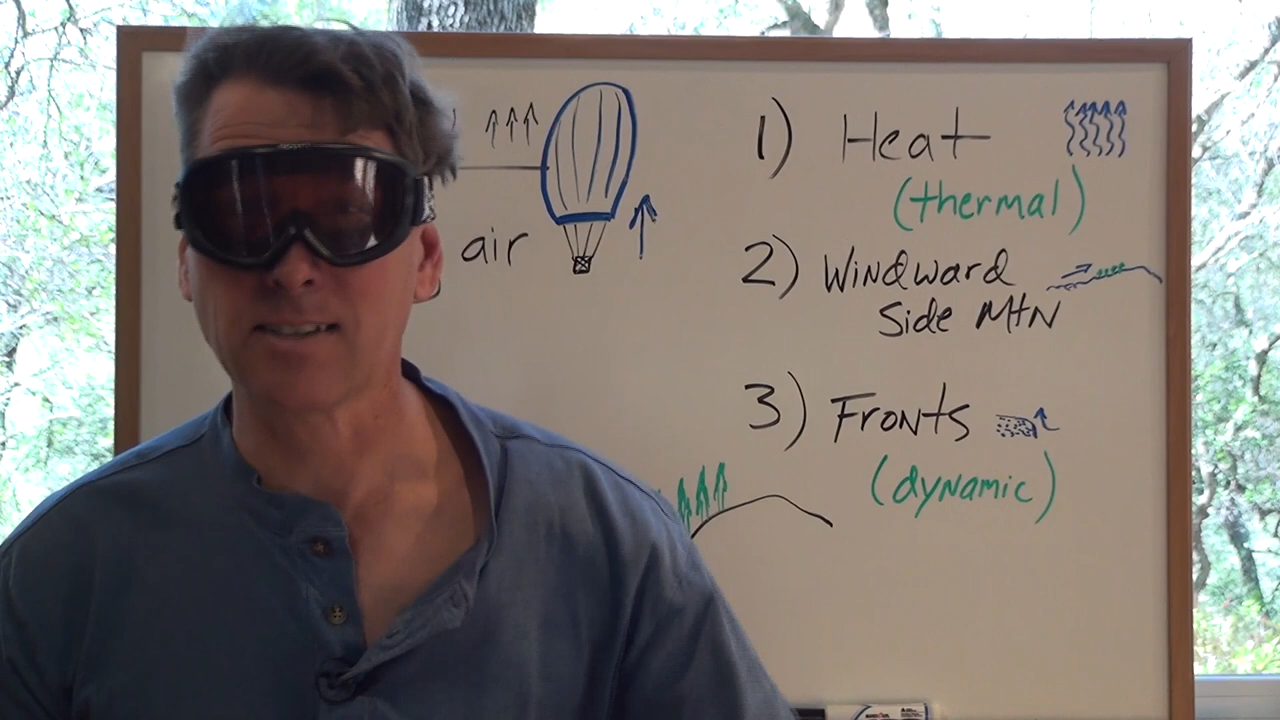 air
1) Heat
(thermal)
2) Windward
Side Mtn
3) Fronts
(dynamic)